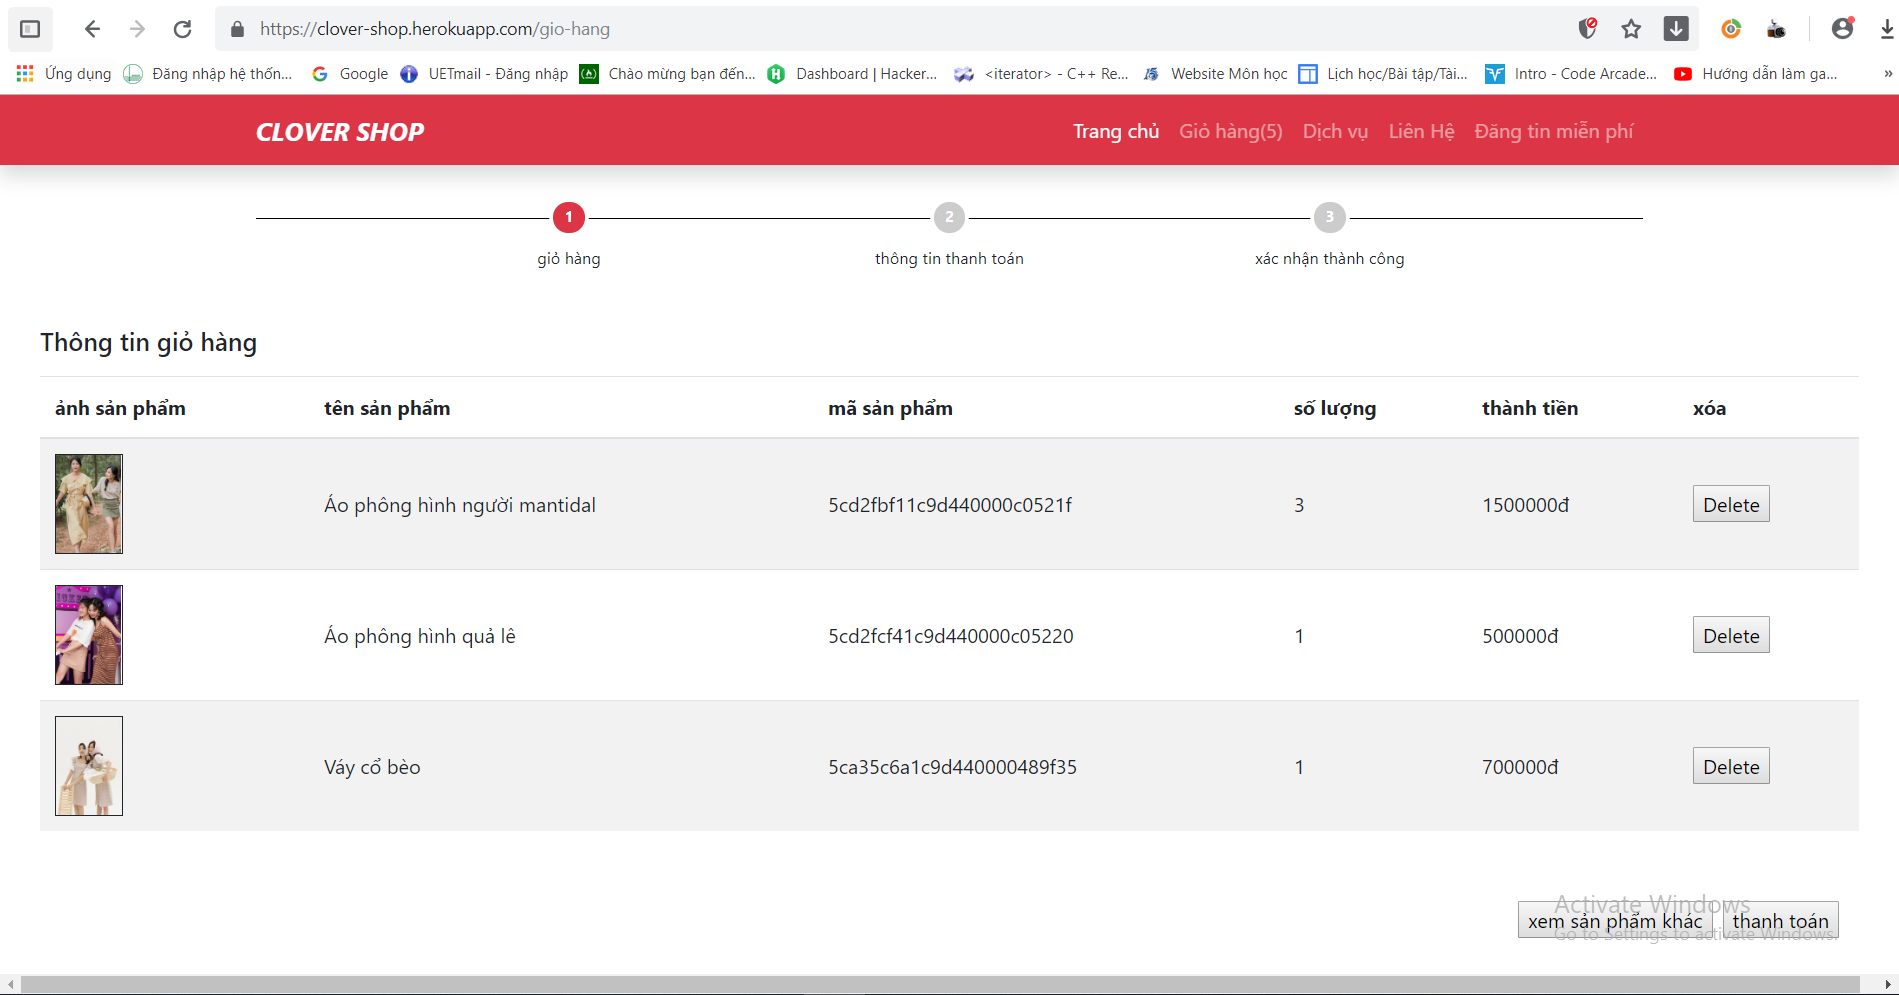 https://clover-shop.herokuapp.com/gio-hang
Ứng dụng Đăng nhập hệ thốn... Google UETmail - Đăng nhập Chào mừng bạn đến... Dashboard | Hacker... <iterator> - C++ Re... Website Môn học Lịch học/Bài tập/Tài... Intro - Code Arcade... Hướng dẫn làm ga... »
CLOVER SHOP Trang chủ Giỏ hàng(5) Dịch vụ Liên Hệ Đăng tin miễn phí
1 2 3
giỏ hàng thông tin thanh toán xác nhận thành công
Thông tin giỏ hàng
ảnh sản phẩm tên sản phẩm mã sản phẩm số lượng thành tiền xóa
Áo phông hình người mantidal 5cd2fbf11c9d440000c0521f 3 1500000đ Delete
Áo phông hình quả lê 5cd2fcf41c9d440000c05220 1 500000đ Delete
Váy cổ bèo 5ca35c6a1c9d440000489f35 1 700000đ Delete
Activate Windows
xem sản phẩm khác thanh toán
Go to Settings to activate Windows.